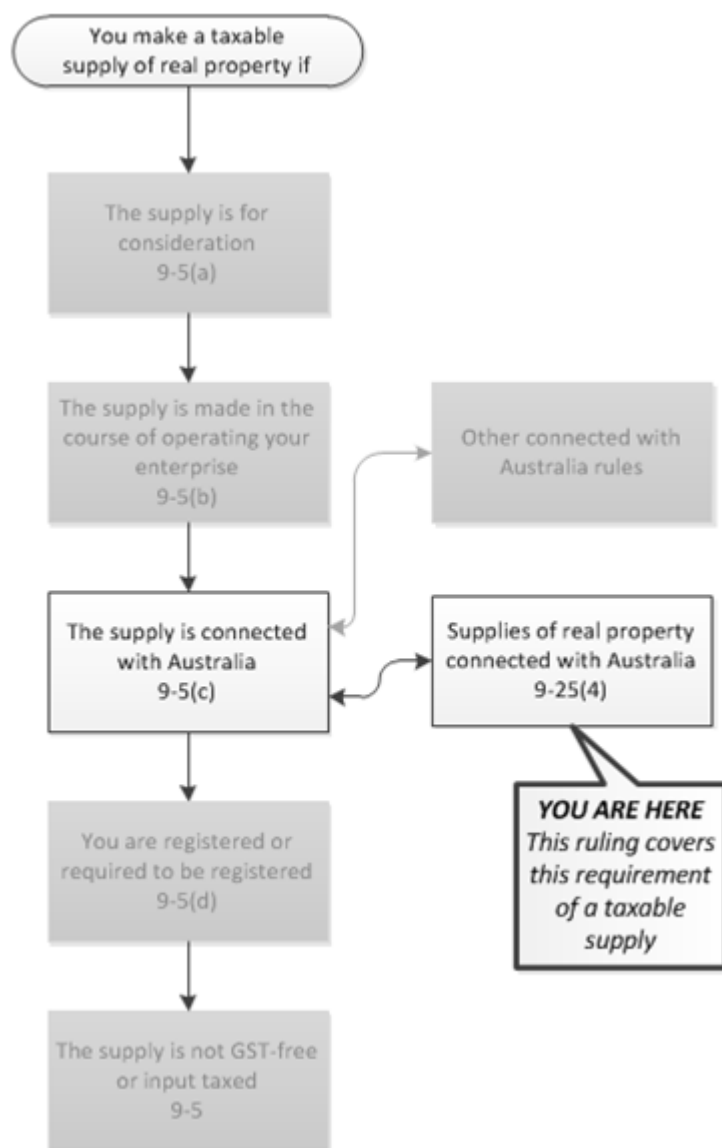 You make a taxable
supply of real property if
The supply is for
consideration
9-5(a)
The supply is made in the
course of operating your
enterprise
9-5(b)
Other connected with
Australia rules
The supply is connected
with Australia
9-5(c)
Supplies of real property
connected with Australia
9-25(4)
YOU ARE HERE
This ruling covers
this requirement
of a taxable
supply
You are registered or
required to be registered
9-5(d)
The supply is not GST-free
or input taxed
9-5